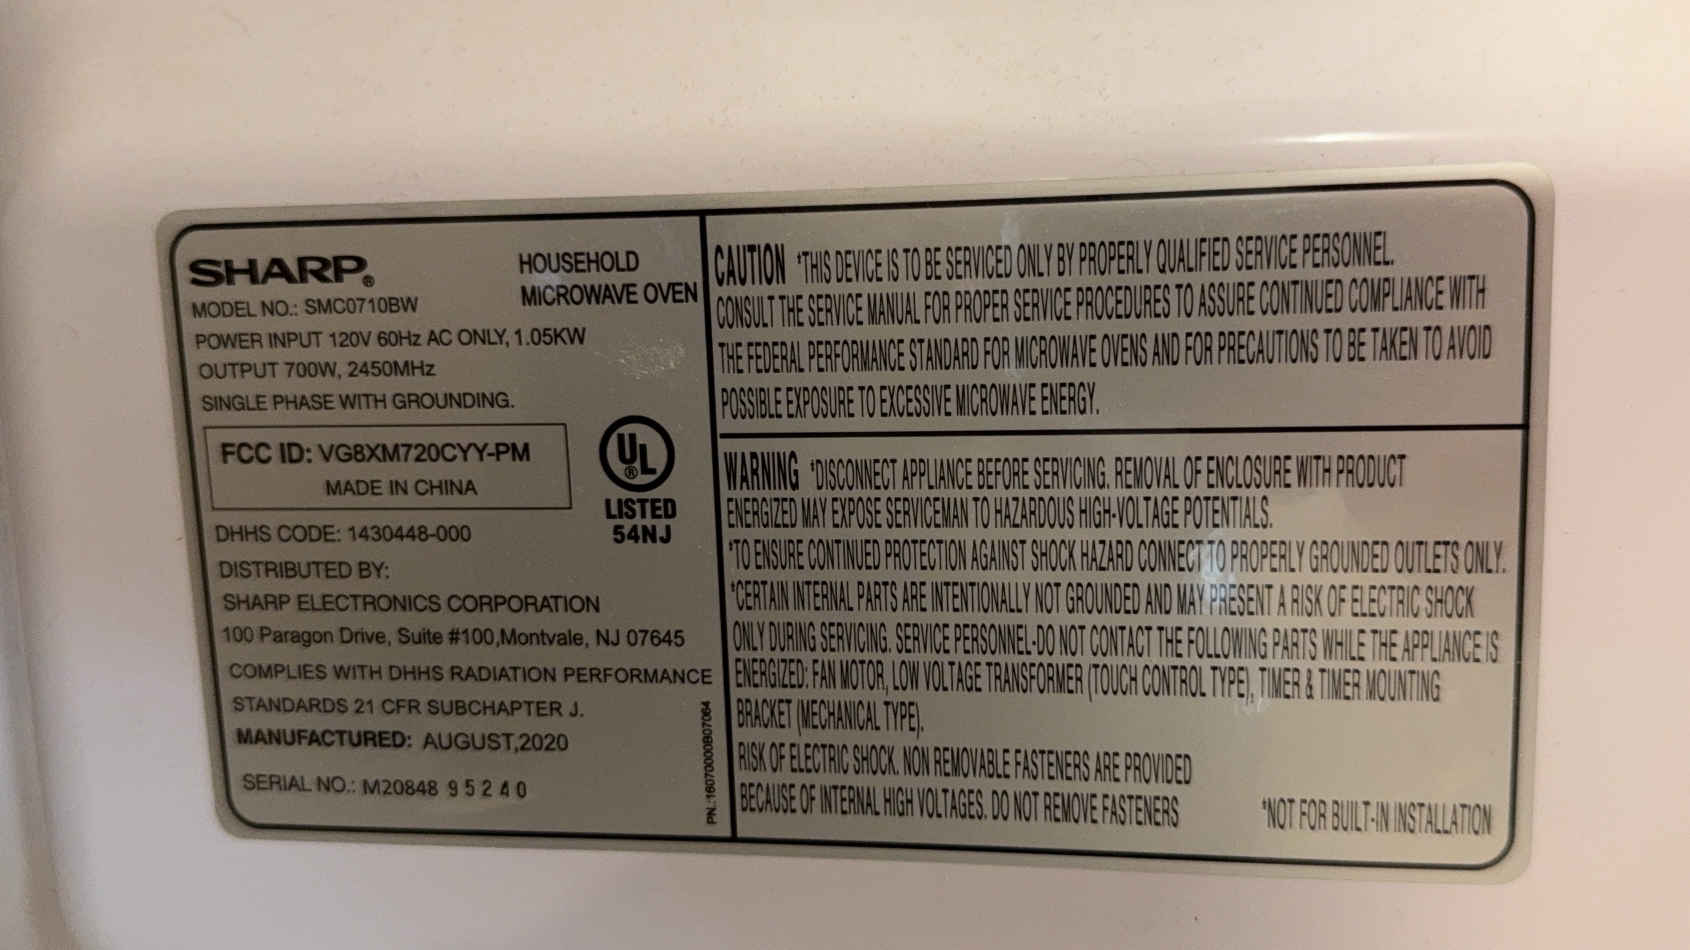 SHARP®
HOUSEHOLD
MICROWAVE OVEN
MODEL NO.: SMC0710BW
POWER INPUT 120V 60Hz AC ONLY, 1.05KW
OUTPUT 700W, 2450MHz
SINGLE PHASE WITH GROUNDING.
FCC ID: VG8XM720CYY-PM
MADE IN CHINA
UL®
LISTED
54NJ
DHHS CODE: 1430448-000
DISTRIBUTED BY:
SHARP ELECTRONICS CORPORATION
100 Paragon Drive, Suite #100,Montvale, NJ 07645
COMPLIES WITH DHHS RADIATION PERFORMANCE
STANDARDS 21 CFR SUBCHAPTER J.
MANUFACTURED: AUGUST,2020
SERIAL NO.: M20848 95240
PN.:16070000B07064
CAUTION *THIS DEVICE IS TO BE SERVICED ONLY BY PROPERLY QUALIFIED SERVICE PERSONNEL.
CONSULT THE SERVICE MANUAL FOR PROPER SERVICE PROCEDURES TO ASSURE CONTINUED COMPLIANCE WITH
THE FEDERAL PERFORMANCE STANDARD FOR MICROWAVE OVENS AND FOR PRECAUTIONS TO BE TAKEN TO AVOID
POSSIBLE EXPOSURE TO EXCESSIVE MICROWAVE ENERGY.
WARNING *DISCONNECT APPLIANCE BEFORE SERVICING. REMOVAL OF ENCLOSURE WITH PRODUCT
ENERGIZED MAY EXPOSE SERVICEMAN TO HAZARDOUS HIGH-VOLTAGE POTENTIALS.
*TO ENSURE CONTINUED PROTECTION AGAINST SHOCK HAZARD CONNECT TO PROPERLY GROUNDED OUTLETS ONLY.
*CERTAIN INTERNAL PARTS ARE INTENTIONALLY NOT GROUNDED AND MAY PRESENT A RISK OF ELECTRIC SHOCK
ONLY DURING SERVICING. SERVICE PERSONNEL-DO NOT CONTACT THE FOLLOWING PARTS WHILE THE APPLIANCE IS
ENERGIZED: FAN MOTOR, LOW VOLTAGE TRANSFORMER (TOUCH CONTROL TYPE), TIMER & TIMER MOUNTING
BRACKET (MECHANICAL TYPE).
RISK OF ELECTRIC SHOCK. NON REMOVABLE FASTENERS ARE PROVIDED
BECAUSE OF INTERNAL HIGH VOLTAGES. DO NOT REMOVE FASTENERS
*NOT FOR BUILT-IN INSTALLATION